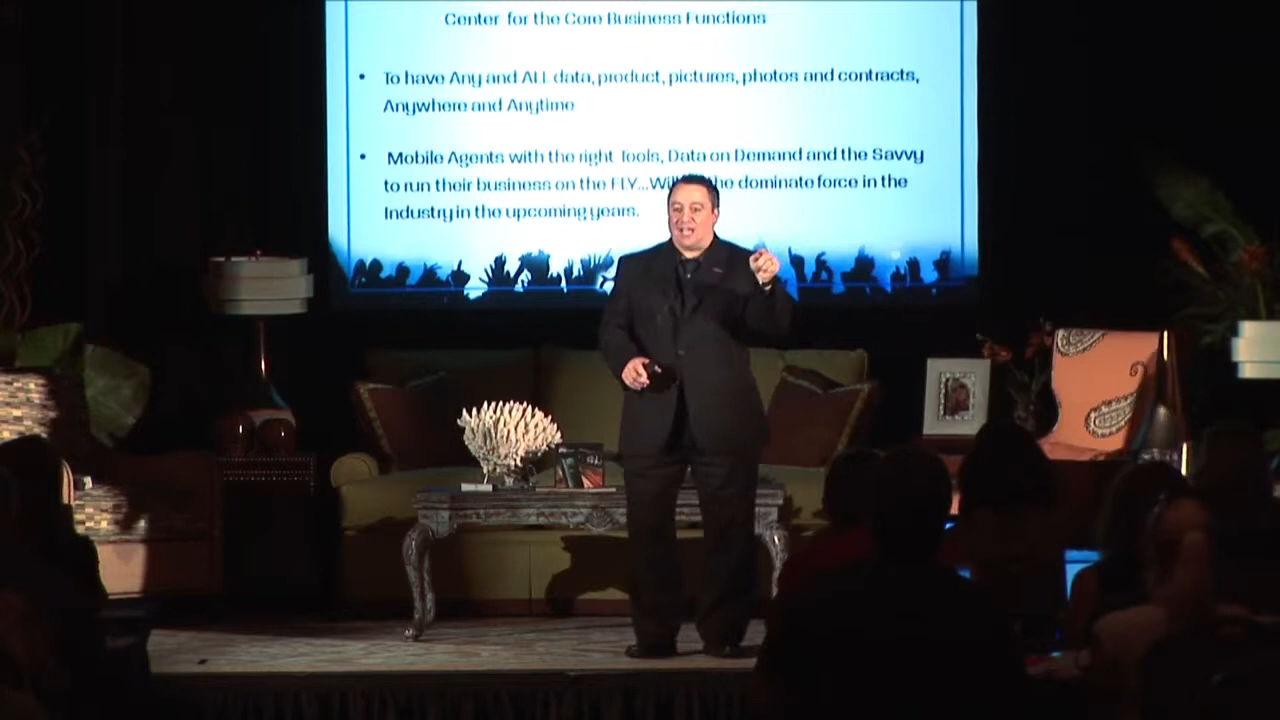 Center for the Core Business Functions
• To have Any and ALL data, product, pictures, photos and contracts,
Anywhere and Anytime
• Mobile Agents with the right Tools, Data on Demand and the Savvy
to run their business on the FLY...Will the dominate force in the
Industry in the upcoming years.